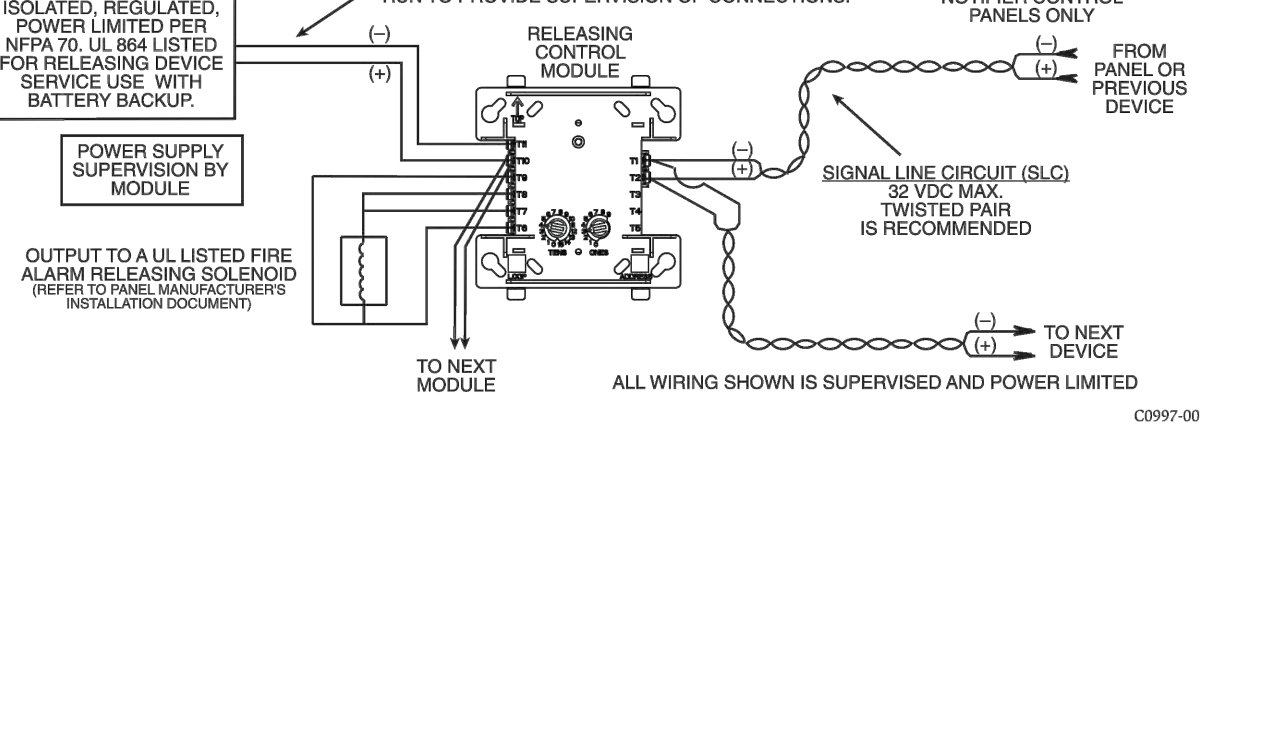 ISOLATED, REGULATED,
POWER LIMITED PER
NFPA 70. UL 864 LISTED
FOR RELEASING DEVICE
SERVICE USE WITH
BATTERY BACKUP.
RUN TO PROVIDE SUPERVISION OF CONNECTIONS.
NOTIFIER CONTROL
PANELS ONLY
(–)
(+)
RELEASING
CONTROL
MODULE
(–)
(+)
FROM
PANEL OR
PREVIOUS
DEVICE
POWER SUPPLY
SUPERVISION BY
MODULE
TOP
T11
T10
T9
T8
T7
T6
T1
T2
T3
T4
T5
TENS
ONES
LOOP
ADDRESS
(–)
(+)
SIGNAL LINE CIRCUIT (SLC)
32 VDC MAX.
TWISTED PAIR
IS RECOMMENDED
OUTPUT TO A UL LISTED FIRE
ALARM RELEASING SOLENOID
(REFER TO PANEL MANUFACTURER'S
INSTALLATION DOCUMENT)
TO NEXT
MODULE
(–)
(+)
TO NEXT
DEVICE
ALL WIRING SHOWN IS SUPERVISED AND POWER LIMITED
C0997-00